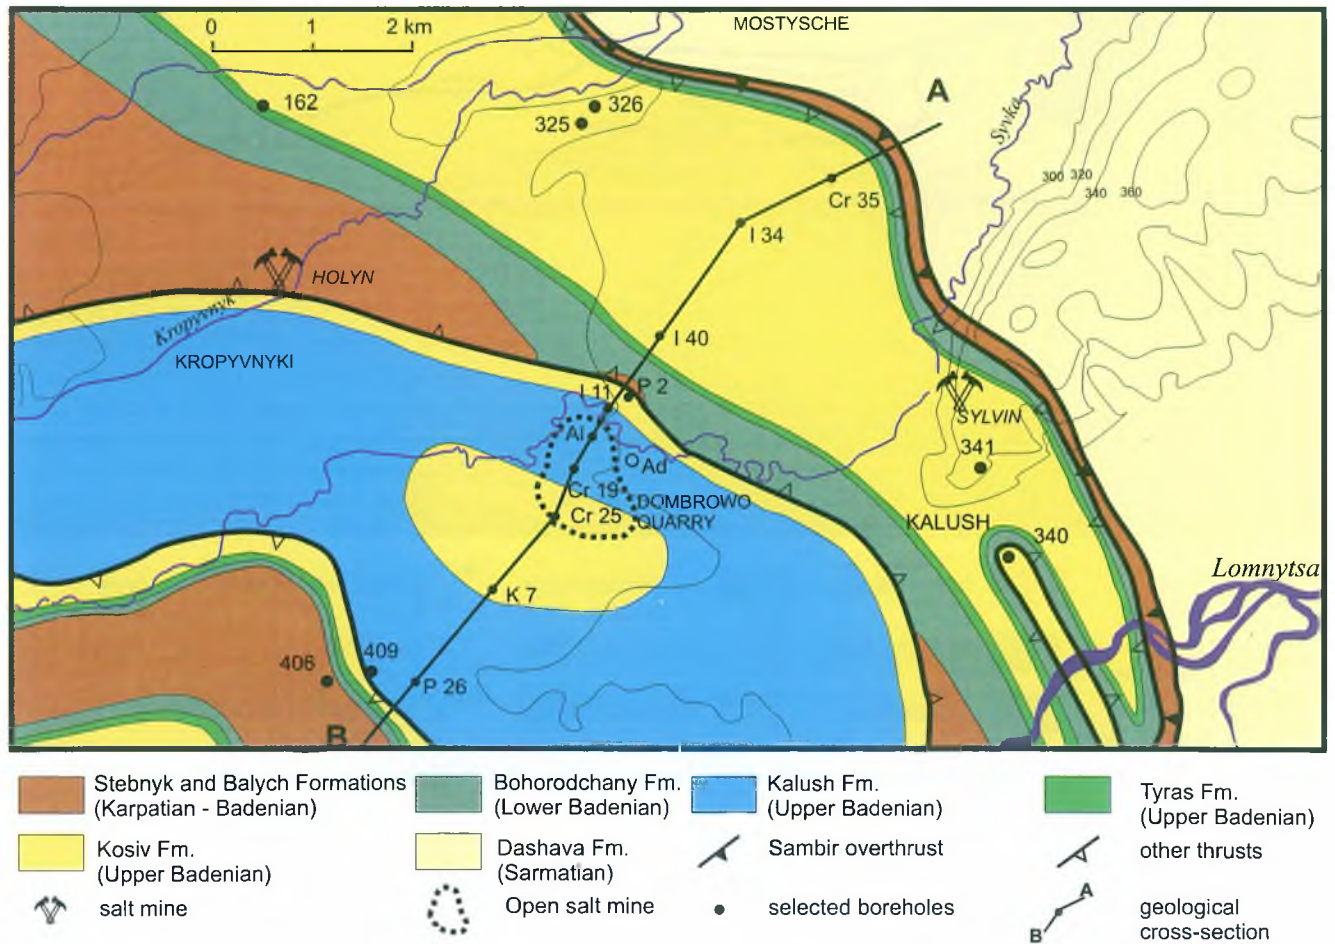 MOSTYSCHE
0 1 2 km
A
162
326
325
Syvka
300 320
340 360
Cr 35
I 34
HOLYN
Kropyvnyk
KROPYVNYKI
I 40
I 11
P 2
SYLVIN
Al
Ad
341
Cr 19
DOMBROWO
QUARRY
Cr 25
KALUSH
340
Lomnytsa
K 7
409
406
P 26
B
Stebnyk and Balych Formations
(Karpatian - Badenian)
Bohorodchany Fm.
(Lower Badenian)
Kalush Fm.
(Upper Badenian)
Tyras Fm.
(Upper Badenian)
Kosiv Fm.
(Upper Badenian)
Dashava Fm.
(Sarmatian)
Sambir overthrust
other thrusts
salt mine
Open salt mine
selected boreholes
A
B
geological
cross-section